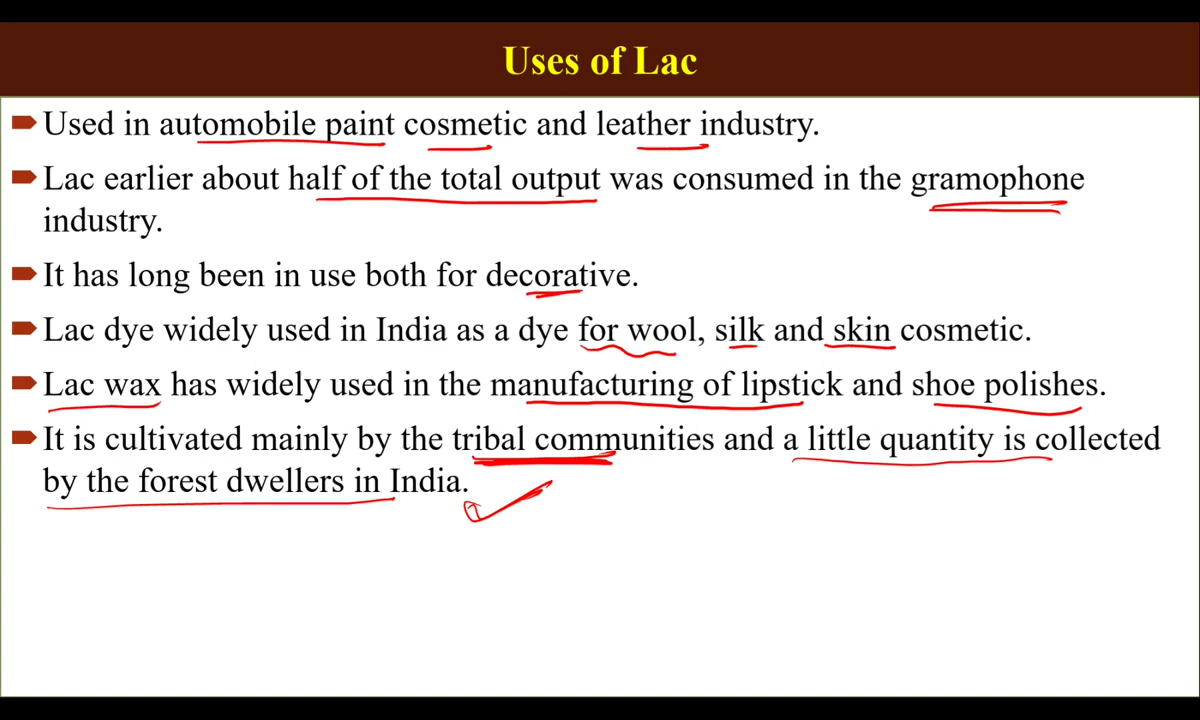 Uses of Lac
Used in automobile paint cosmetic and leather industry.
Lac earlier about half of the total output was consumed in the gramophone
industry.
It has long been in use both for decorative.
Lac dye widely used in India as a dye for wool, silk and skin cosmetic.
Lac wax has widely used in the manufacturing of lipstick and shoe polishes.
It is cultivated mainly by the tribal communities and a little quantity is collected
by the forest dwellers in India.